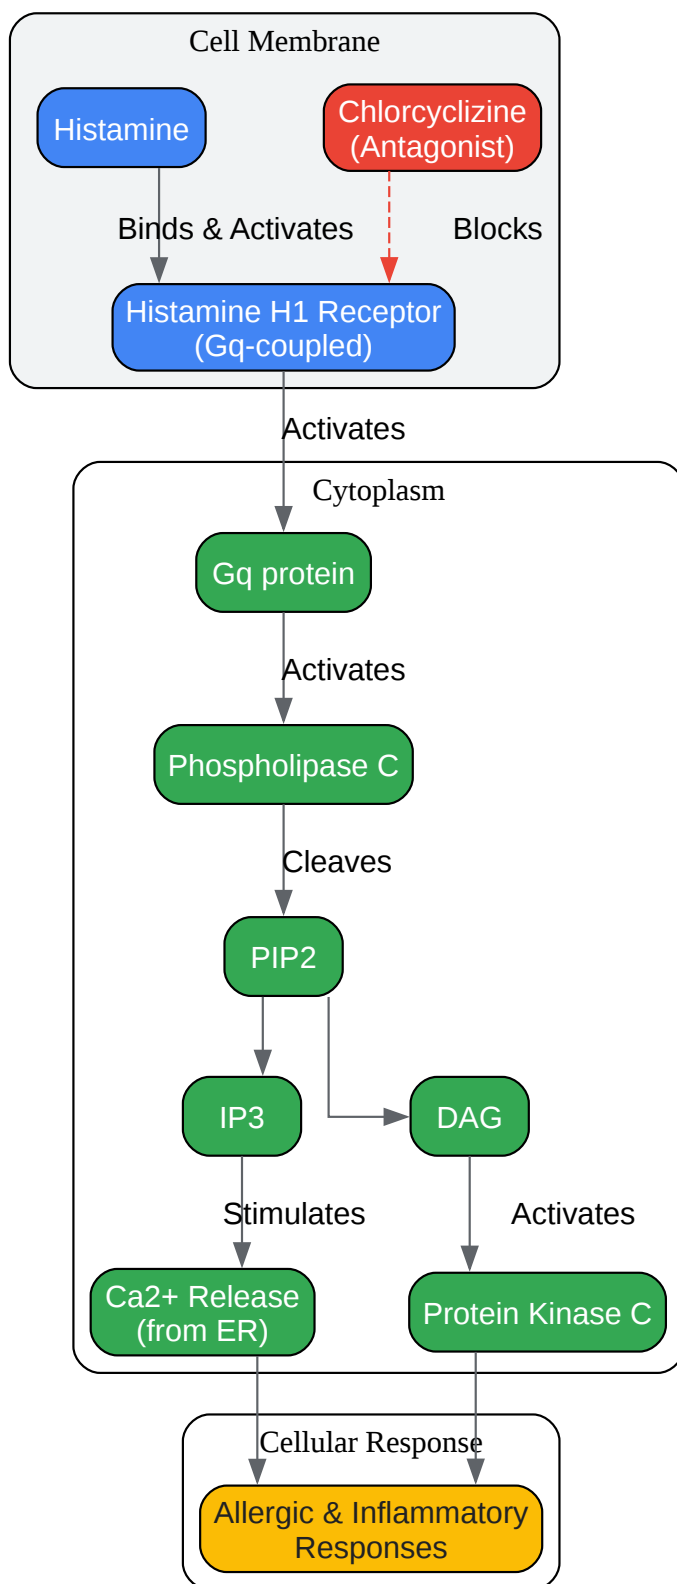 Cell Membrane
Histamine
Chlorcyclizine
(Antagonist)
Binds & Activates
Blocks
Histamine H1 Receptor
(Gq-coupled)
Activates
Cytoplasm
Gq protein
Activates
Phospholipase C
Cleaves
PIP2
IP3
DAG
Stimulates
Activates
Ca2+ Release
(from ER)
Protein Kinase C
Cellular Response
Allergic & Inflammatory
Responses